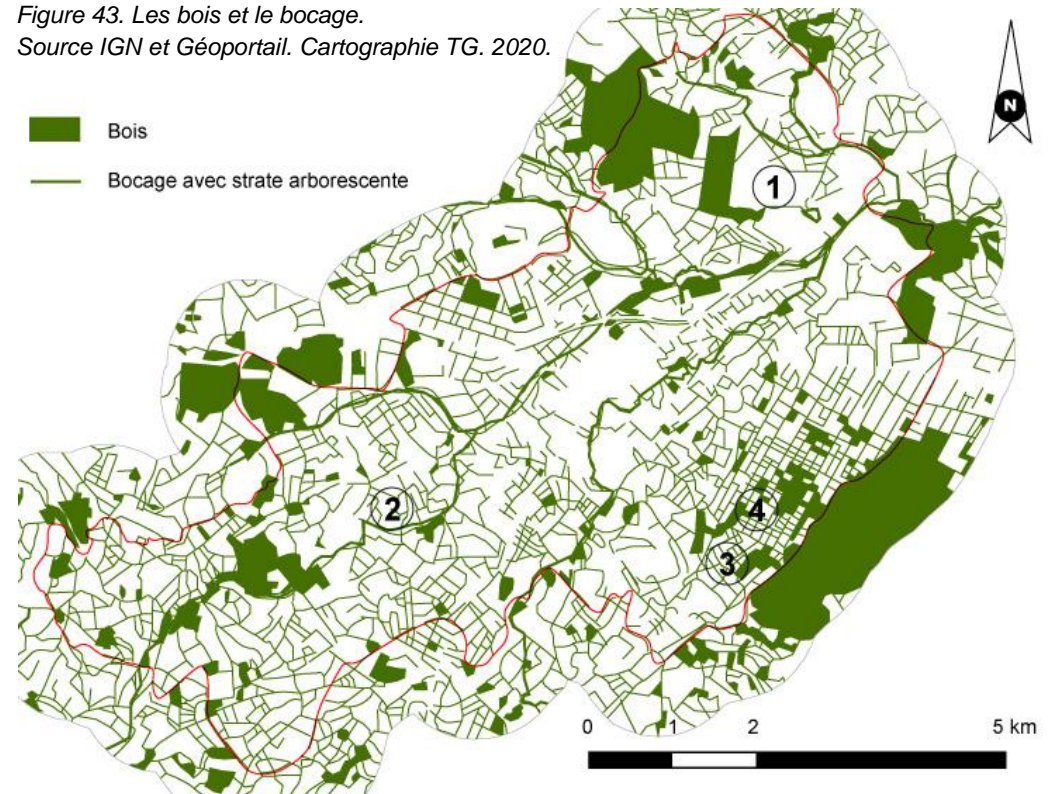 Figure 43. Les bois et le bocage.
Source IGN et Géoportail. Cartographie TG. 2020.
N
Bois
Bocage avec strate arborescente
1
2
4
3
0 1 2 5 km